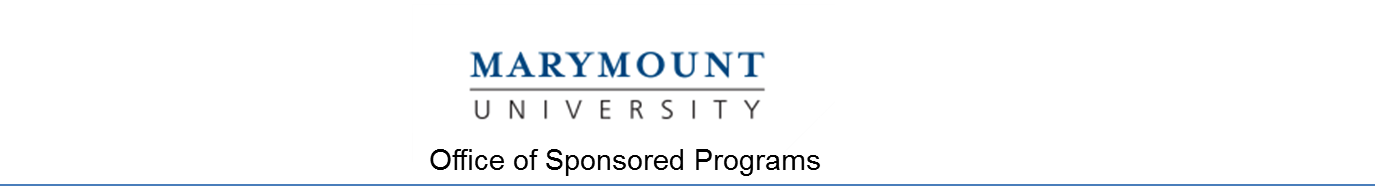 MARYMOUNT
UNIVERSITY
Office of Sponsored Programs